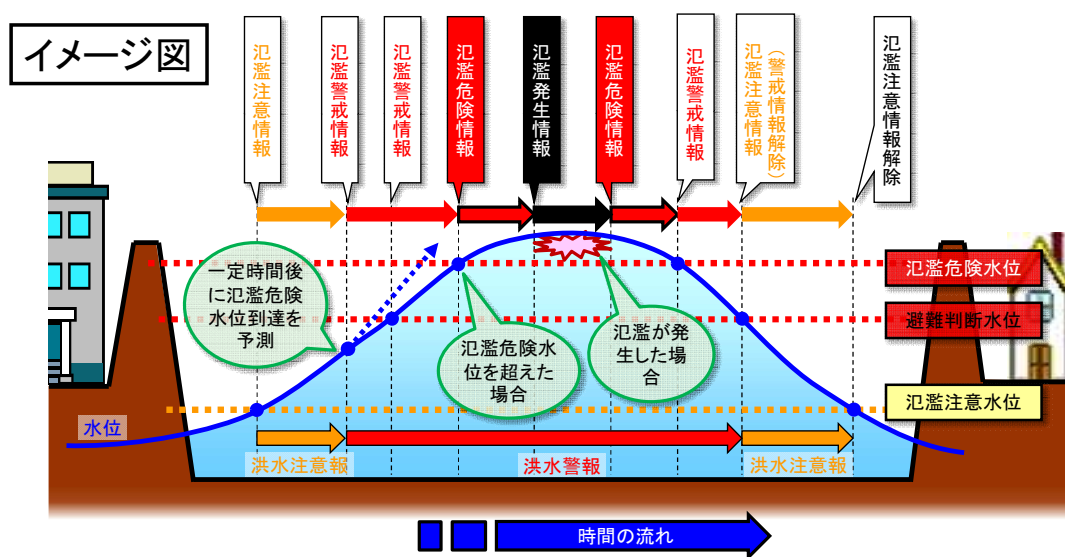 イメージ図
氾濫注意情報
氾濫警戒情報
氾濫警戒情報
氾濫危険情報
氾濫発生情報
氾濫危険情報
氾濫警戒情報
(警戒情報解除)
氾濫注意情報
氾濫注意情報解除
一定時間後
に氾濫危険
水位到達を
予測
氾濫危険水
位を超えた
場合
氾濫が発
生した場
合
氾濫危険水位
避難判断水位
氾濫注意水位
水位
洪水注意報
洪水警報
洪水注意報
時間の流れ